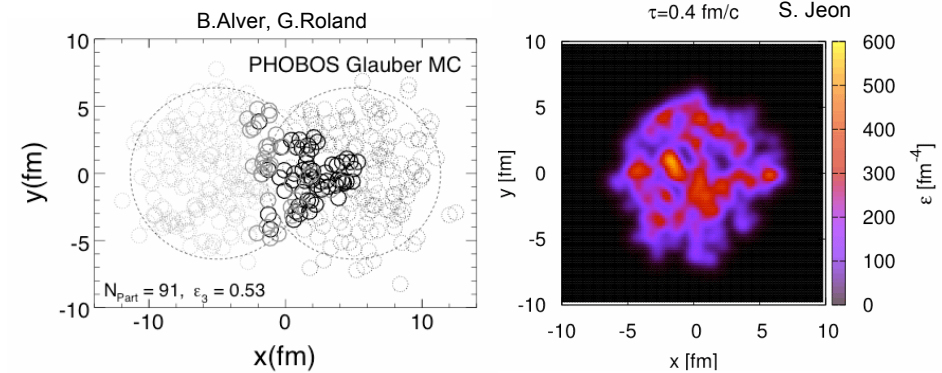 B.Alver, G.Roland
PHOBOS Glauber MC
10
5
0
-5
-10
y(fm)
N_Part = 91, ε_3 = 0.53
-10
0
10
x(fm)
τ=0.4 fm/c
S. Jeon
10
5
0
-5
-10
y [fm]
-10
-5
0
5
10
x [fm]
600
500
400
300
200
100
0
ε [fm⁻⁴]